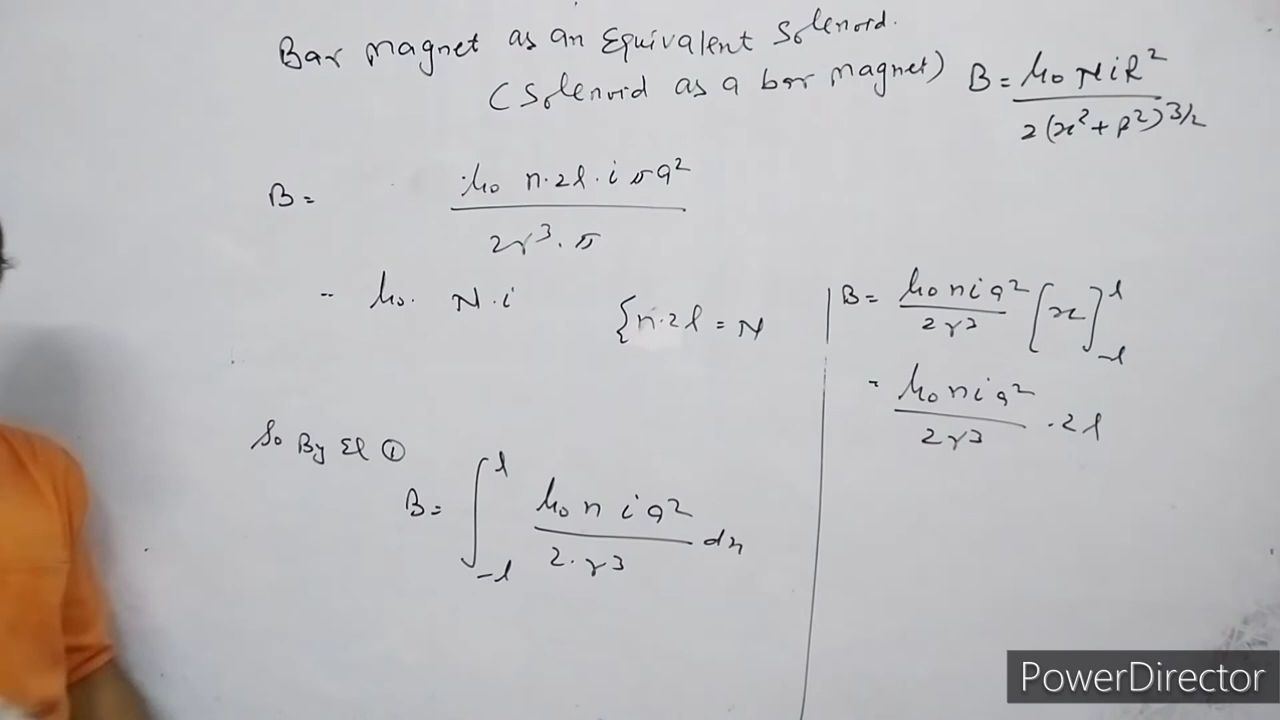 Bar magnet as an Equivalent Solenoid.
(Solenoid as a bar magnet)
B = μ₀ N i R² / 2(x² + R²)^3/2
B = μ₀ n·2l·i π a² / 2r³·π
= μ₀. N.i
{n·2l = N
So By Eq ①
B = ∫_{-l}^{l} μ₀ n i a² / 2·r³ dx
B = μ₀ n i a² / 2r³ [x]_{-l}^{l}
= μ₀ n i a² / 2r³ ·2l
PowerDirector